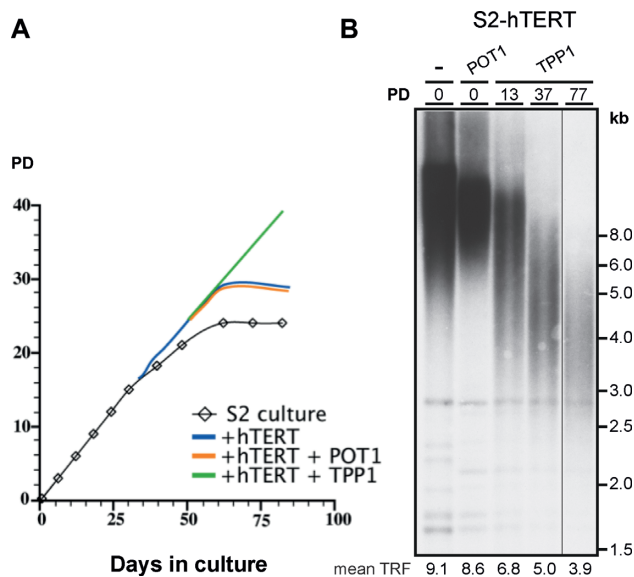 A
PD
40
30
20
10
0
0 25 50 75 100
S2 culture
+hTERT
+hTERT + POT1
+hTERT + TPP1
Days in culture
B
S2-hTERT
- POT1 TPP1
PD 0 0 13 37 77
kb
8.0
6.0
5.0
4.0
3.0
2.5
2.0
1.5
mean TRF 9.1 8.6 6.8 5.0 3.9